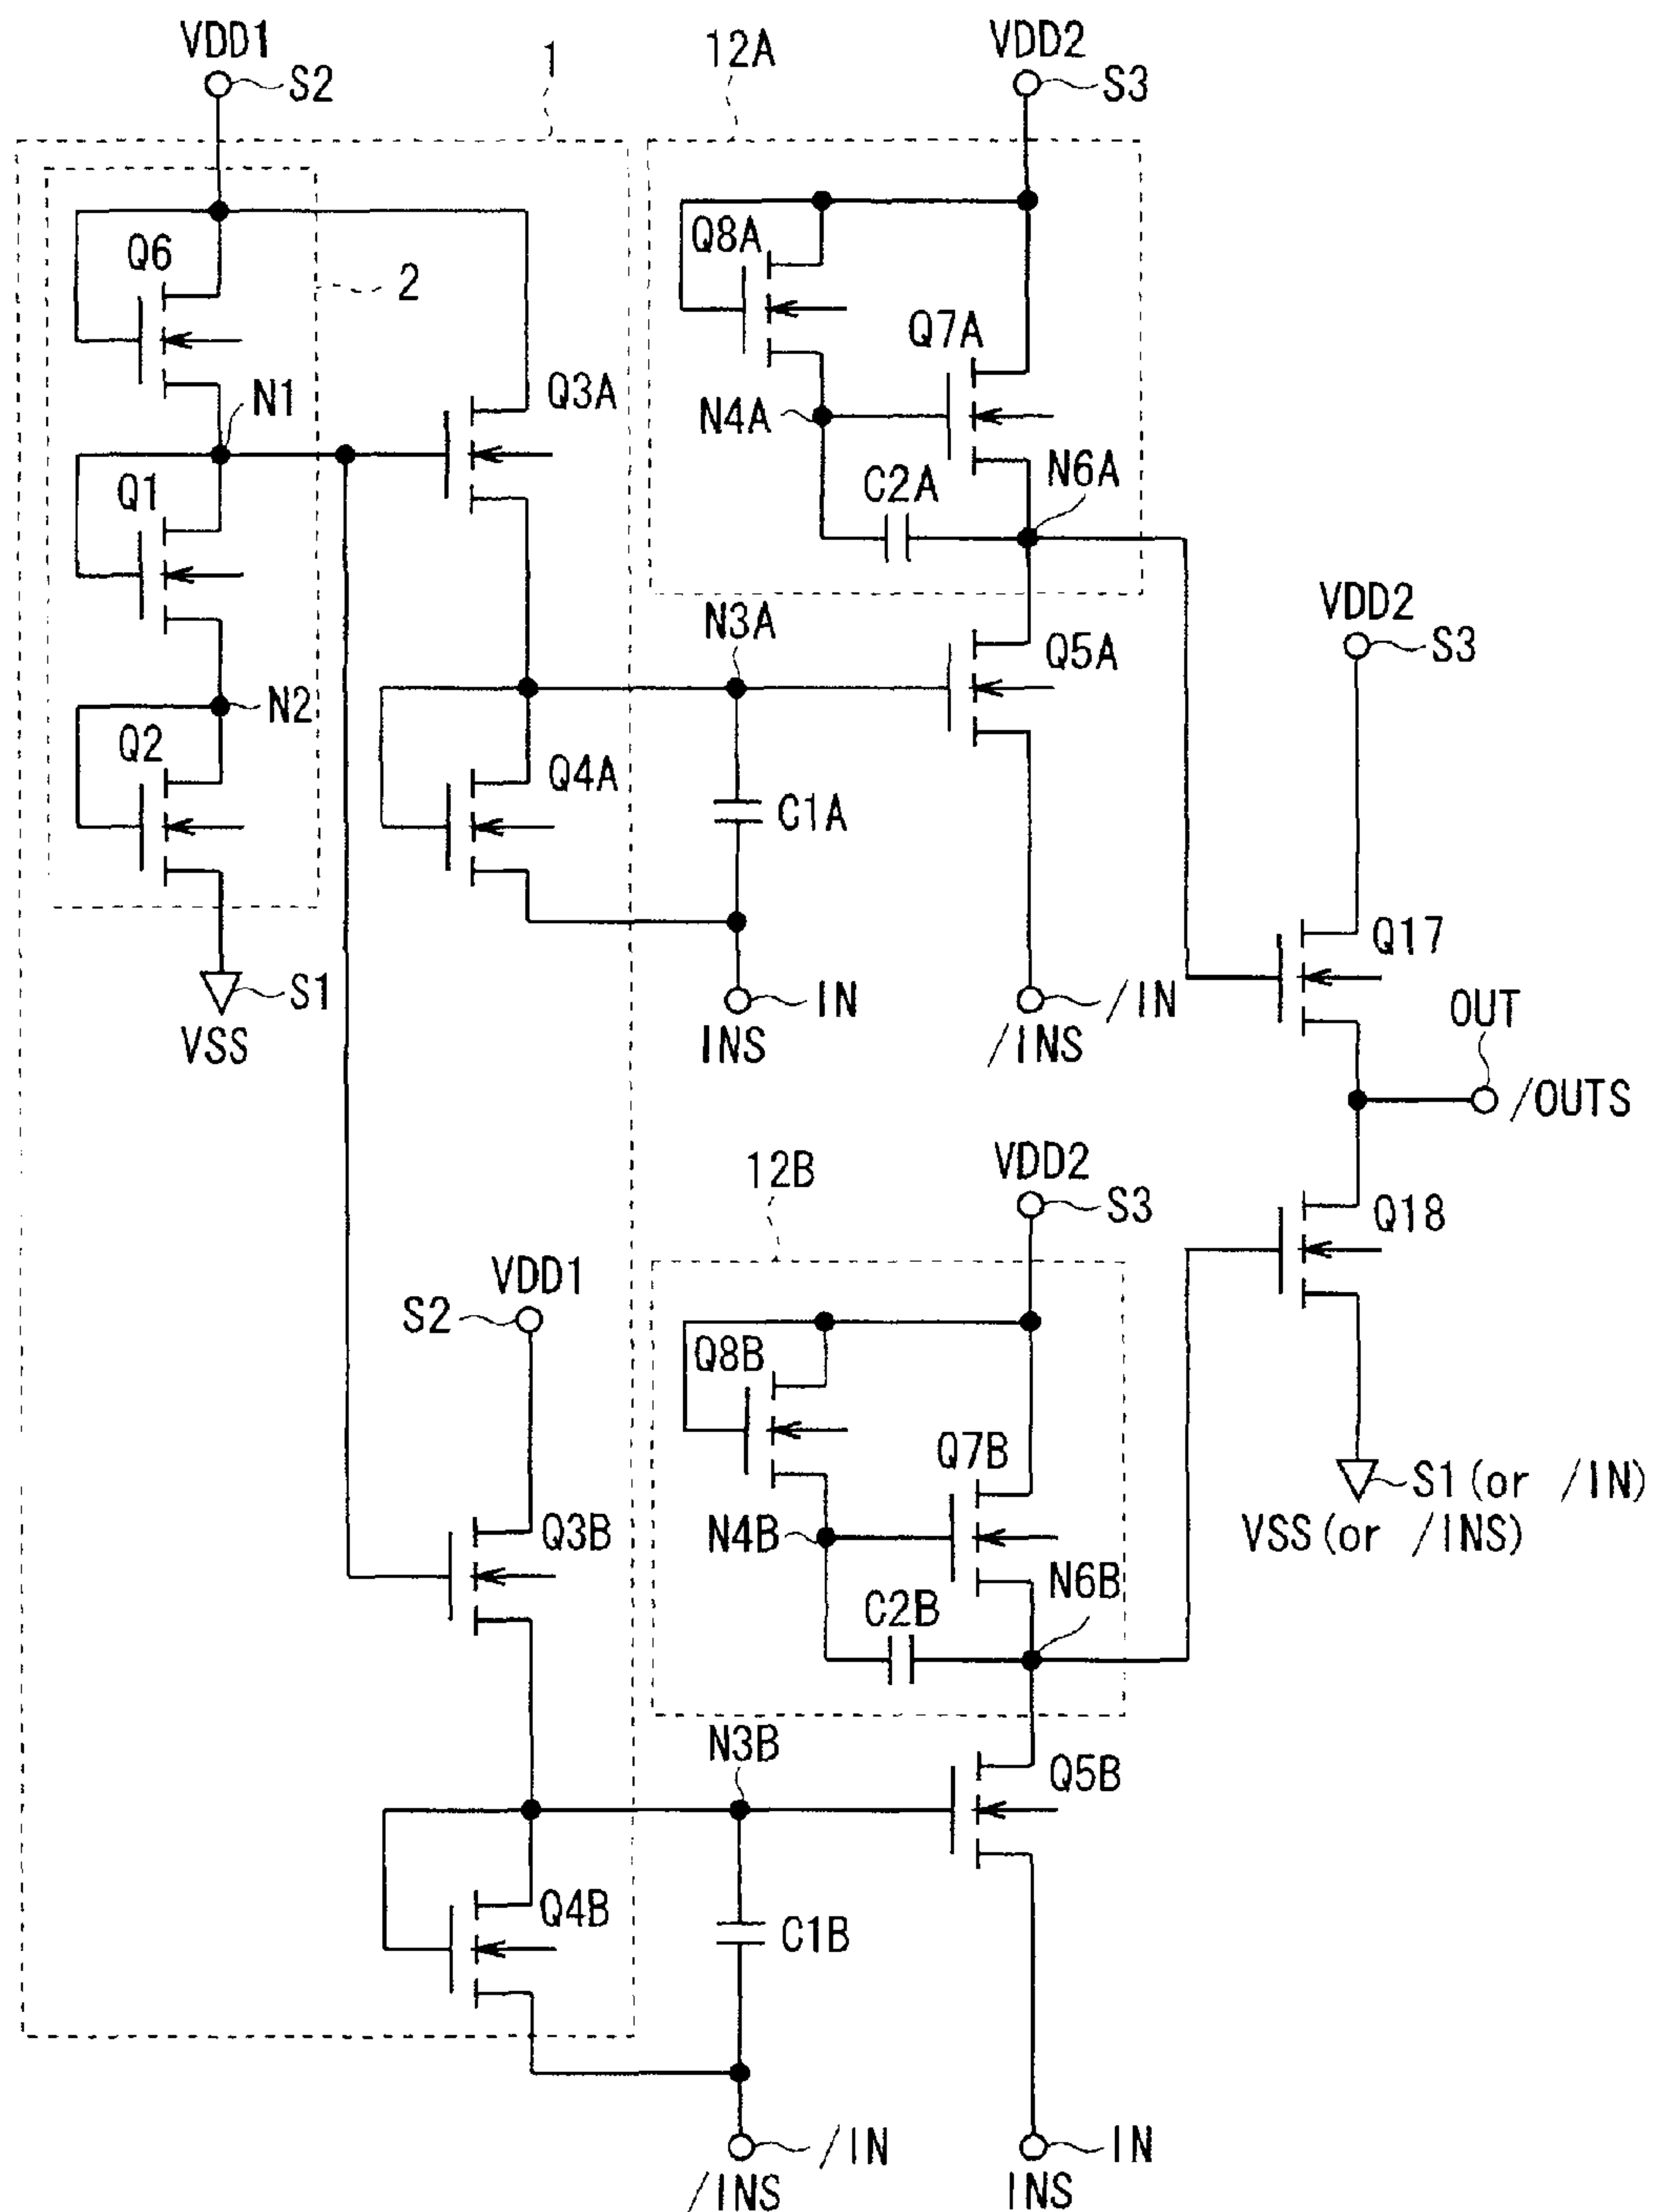 VDD1
S2
1
12A
VDD2
S3
Q6
2
Q8A
Q7A
N1
Q3A
N4A
C2A
N6A
Q1
VDD2
S3
N3A
Q5A
N2
Q2
Q4A
C1A
Q17
S1
VSS
IN
INS
/IN
/INS
OUT
/OUTS
12B
VDD2
S3
Q18
VDD1
S2
Q8B
Q7B
S1(or /IN)
VSS(or /INS)
Q3B
N4B
N6B
C2B
N3B
Q5B
Q4B
C1B
/IN
/INS
IN
INS